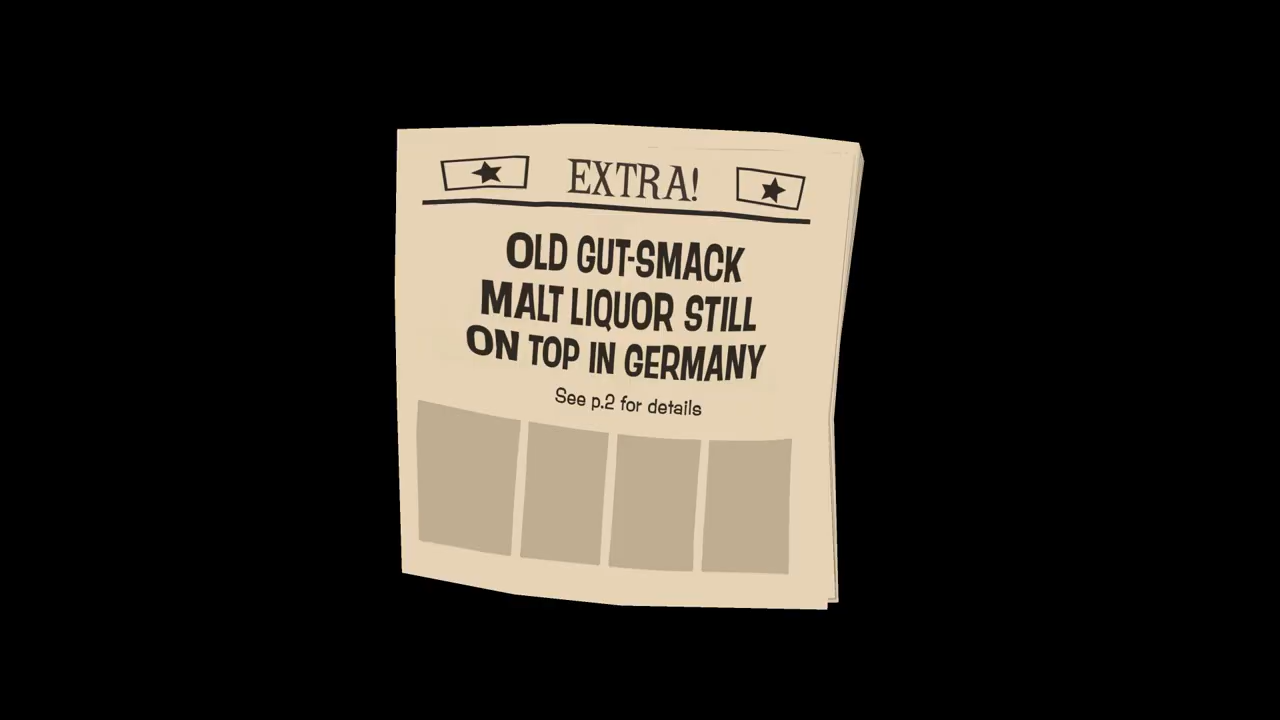 EXTRA!
OLD GUT-SMACK
MALT LIQUOR STILL
ON TOP IN GERMANY
See p.2 for details